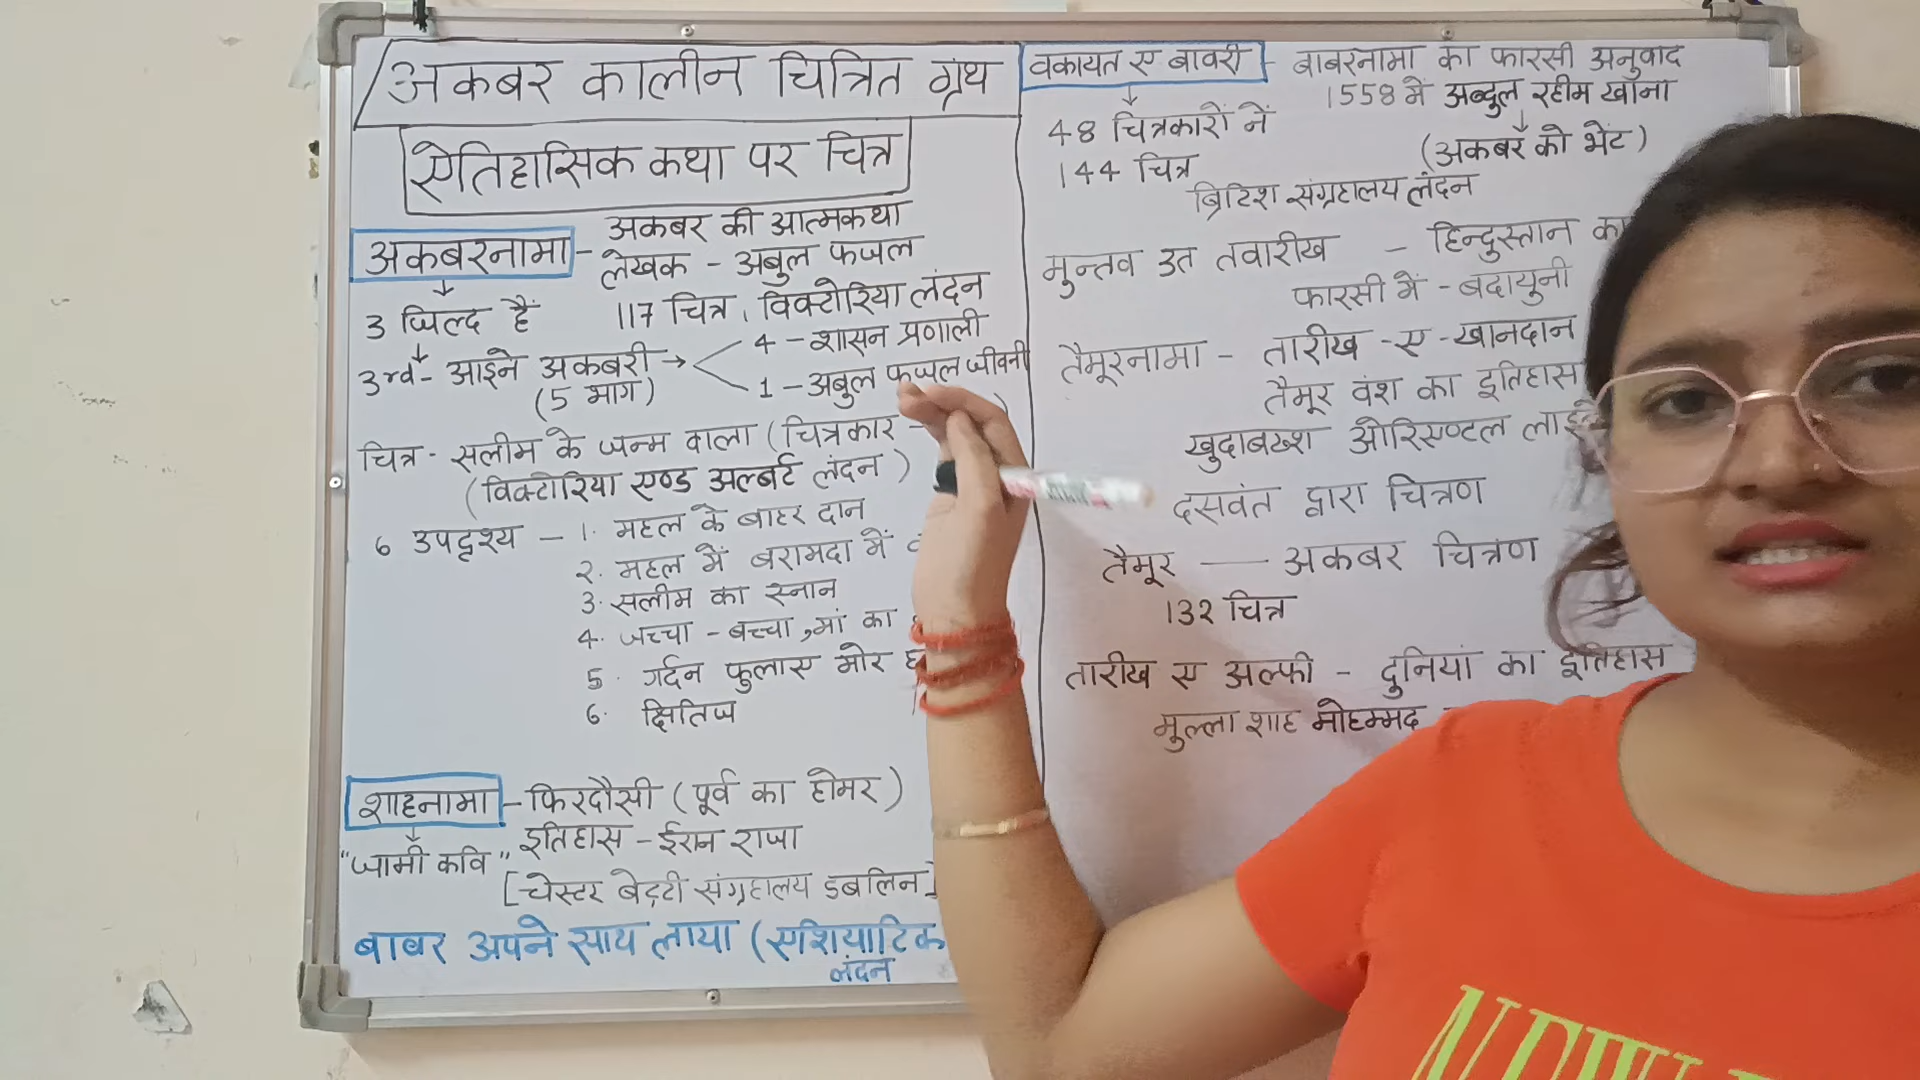 अकबर कालीन चित्रित ग्रंथ
ऐतिहासिक कथा पर चित्र
अकबरनामा - अकबर की आत्मकथा
लेखक - अबुल फजल
3 जिल्द हैं 117 चित्र, विक्टोरिया लंदन
3rd - आइने अकबरी → 4 - शासन प्रणाली
(5 भाग) 1 - अबुल फजल जीवनी
चित्र - सलीम के जन्म वाला (चित्रकार -
(विक्टोरिया एण्ड अल्बर्ट लंदन)
6 उपदृश्य - 1. महल के बाहर दान
2. महल में बरामदा में
3. सलीम का स्नान
4. जच्चा - बच्चा, मां का
5. गर्दन फुलाए मोर
6. क्षितिज
शाहनामा - फिरदौसी (पूर्व का होमर)
इतिहास - ईरान राजा
"जामी कवि"
[चेस्टर बेट्टी संग्रहालय डबलिन]
बाबर अपने साथ लाया (एशियाटिक
लंदन
वकायत ए बावरी - बाबरनामा का फारसी अनुवाद
1558 में अब्दुल रहीम खाना
48 चित्रकारों नें (अकबर को भेंट)
144 चित्र
ब्रिटिश संग्रहालय लंदन
मुन्तव उत तवारीख - हिन्दुस्तान का
फारसी में - बदायुनी
तैमूरनामा - तारीख - ए - खानदान
तैमूर वंश का इतिहास
खुदाबख्श ओरिएण्टल
दसवंत द्वारा चित्रण
तैमूर — अकबर चित्रण
132 चित्र
तारीख ए अल्फी - दुनियां का इतिहास
मुल्ला शाह मोहम्मद